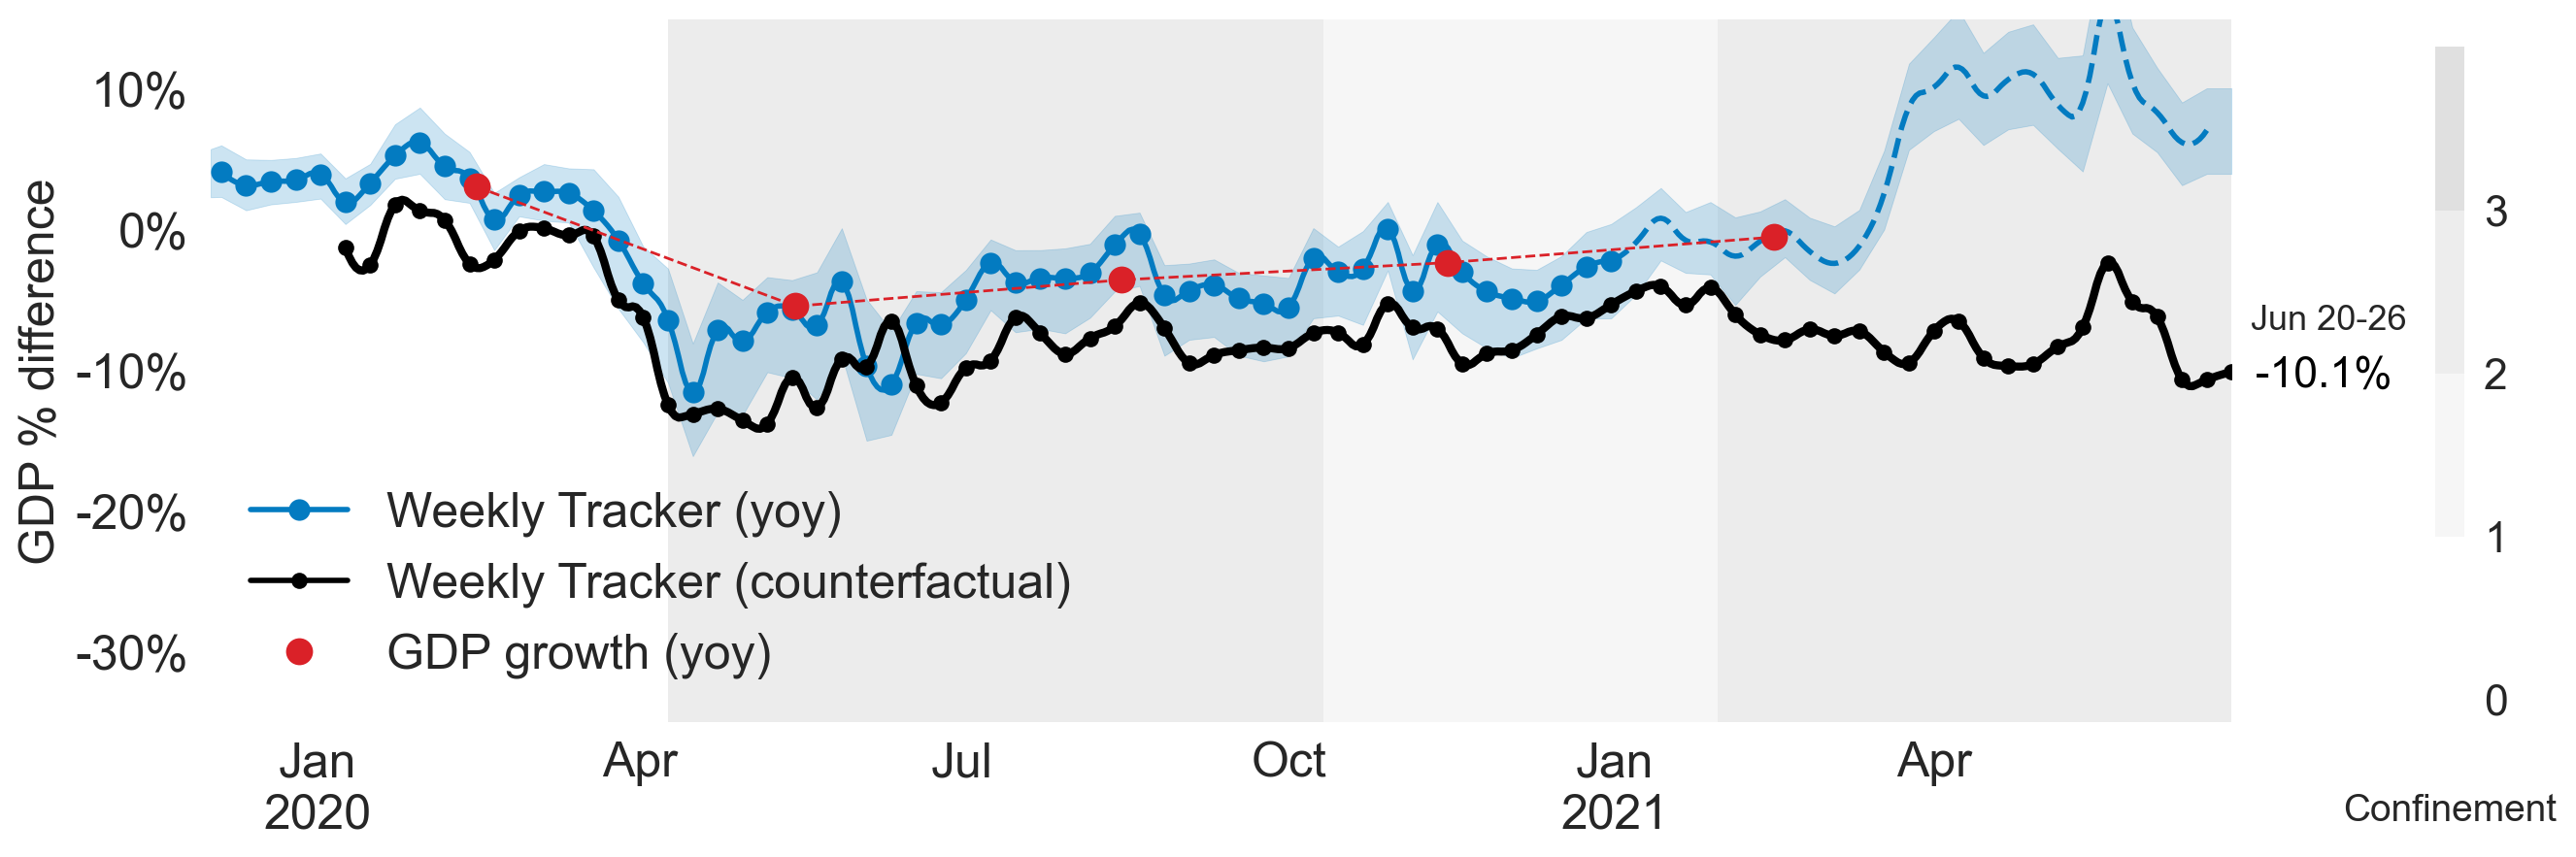 GDP % difference
10%
0%
-10%
-20%
-30%
Weekly Tracker (yoy)
Weekly Tracker (counterfactual)
GDP growth (yoy)
Jan
2020
Apr
Jul
Oct
Jan
2021
Apr
Jun 20-26
-10.1%
3
2
1
0
Confinement